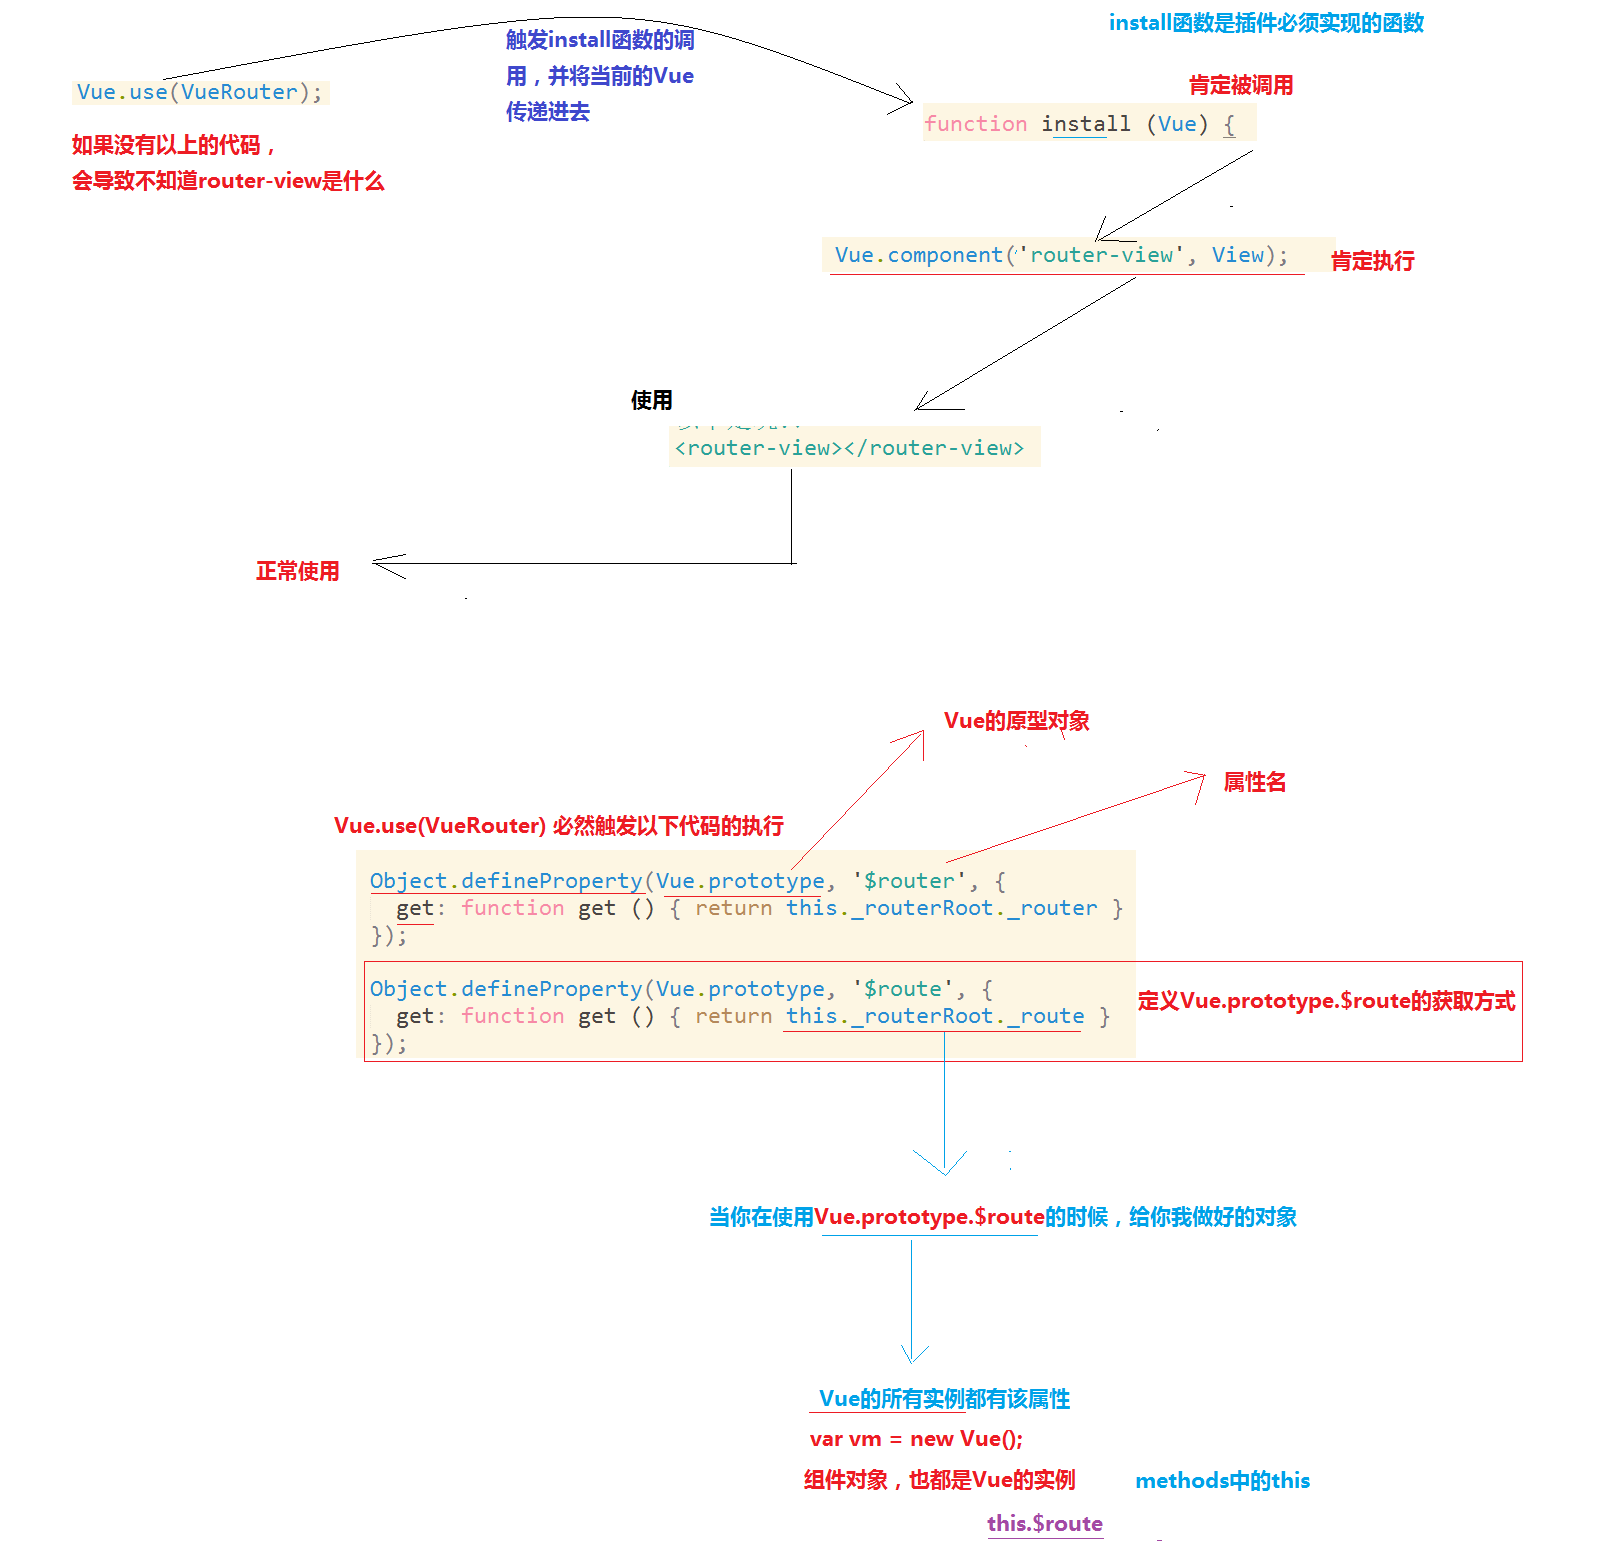 install函数是插件必须实现的函数
触发install函数的调
用，并将当前的Vue
传递进去
Vue.use(VueRouter);
肯定被调用
function install (Vue) {
如果没有以上的代码，
会导致不知道router-view是什么
Vue.component('router-view', View);
肯定执行
使用
<router-view></router-view>
正常使用
Vue的原型对象
属性名
Vue.use(VueRouter) 必然触发以下代码的执行
Object.defineProperty(Vue.prototype, '$router', {
get: function get () { return this._routerRoot._router }
});
Object.defineProperty(Vue.prototype, '$route', {
get: function get () { return this._routerRoot._route }
});
定义Vue.prototype.$route的获取方式
当你在使用Vue.prototype.$route的时候，给你我做好的对象
Vue的所有实例都有该属性
var vm = new Vue();
组件对象，也都是Vue的实例
methods中的this
this.$route